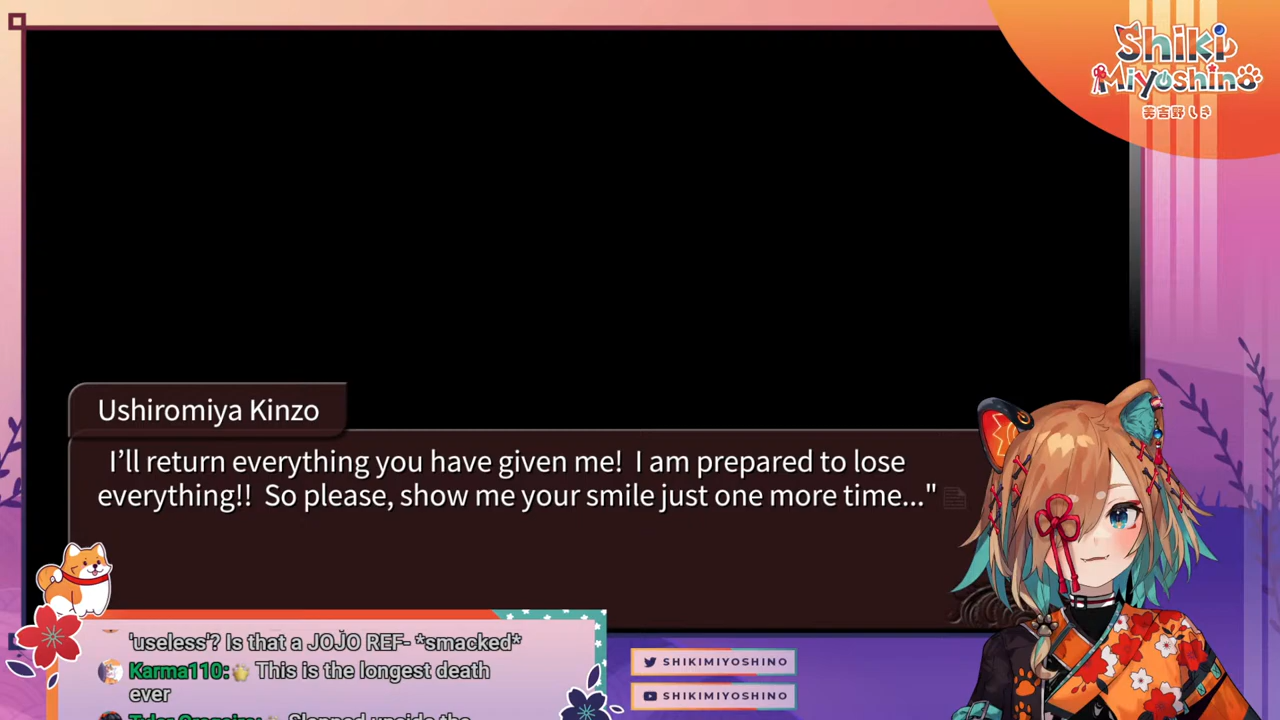 Shiki
Miyoshino
美吉野しき
Ushiromiya Kinzo
I'll return everything you have given me! I am prepared to lose
everything!! So please, show me your smile just one more time..."
'useless'? Is that a JOJO REF- *smacked*
Karma110: This is the longest death
ever
SHIKIMIYOSHINO
SHIKIMIYOSHINO